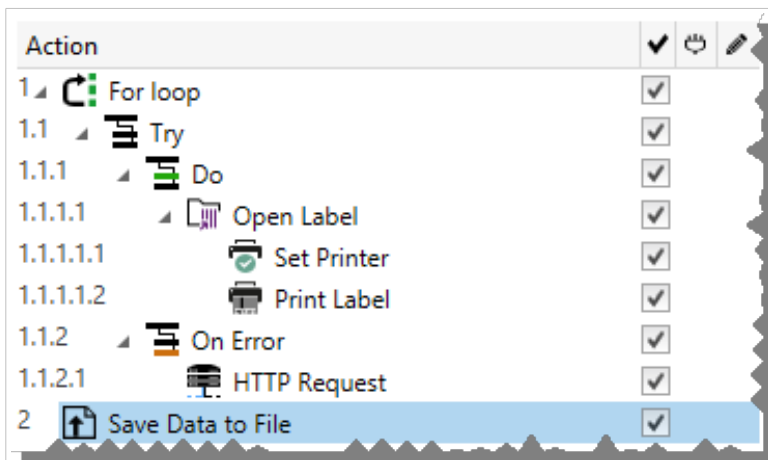 Action
1 For loop
1.1 Try
1.1.1 Do
1.1.1.1 Open Label
1.1.1.1.1 Set Printer
1.1.1.1.2 Print Label
1.1.2 On Error
1.1.2.1 HTTP Request
2 Save Data to File